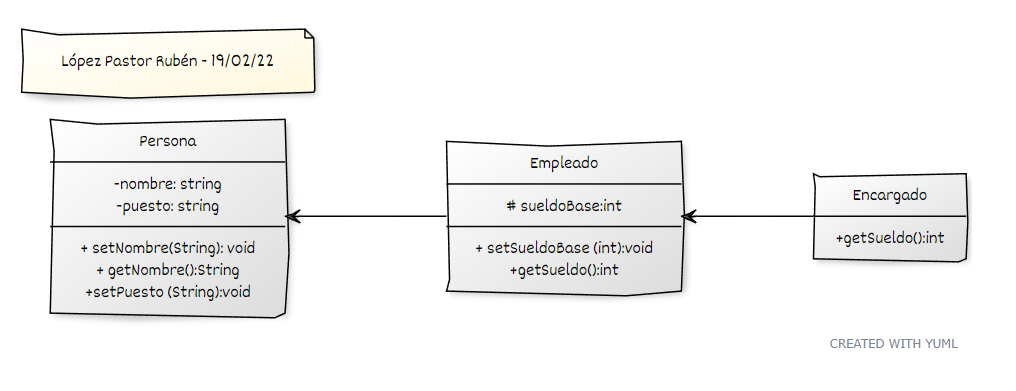 López Pastor Rubén - 19/02/22
Persona
-nombre: string
-puesto: string
+ setNombre(String): void
+ getNombre():String
+setPuesto (String):void
Empleado
# sueldoBase:int
+ setSueldoBase (int):void
+getSueldo():int
Encargado
+getSueldo():int
CREATED WITH YUML